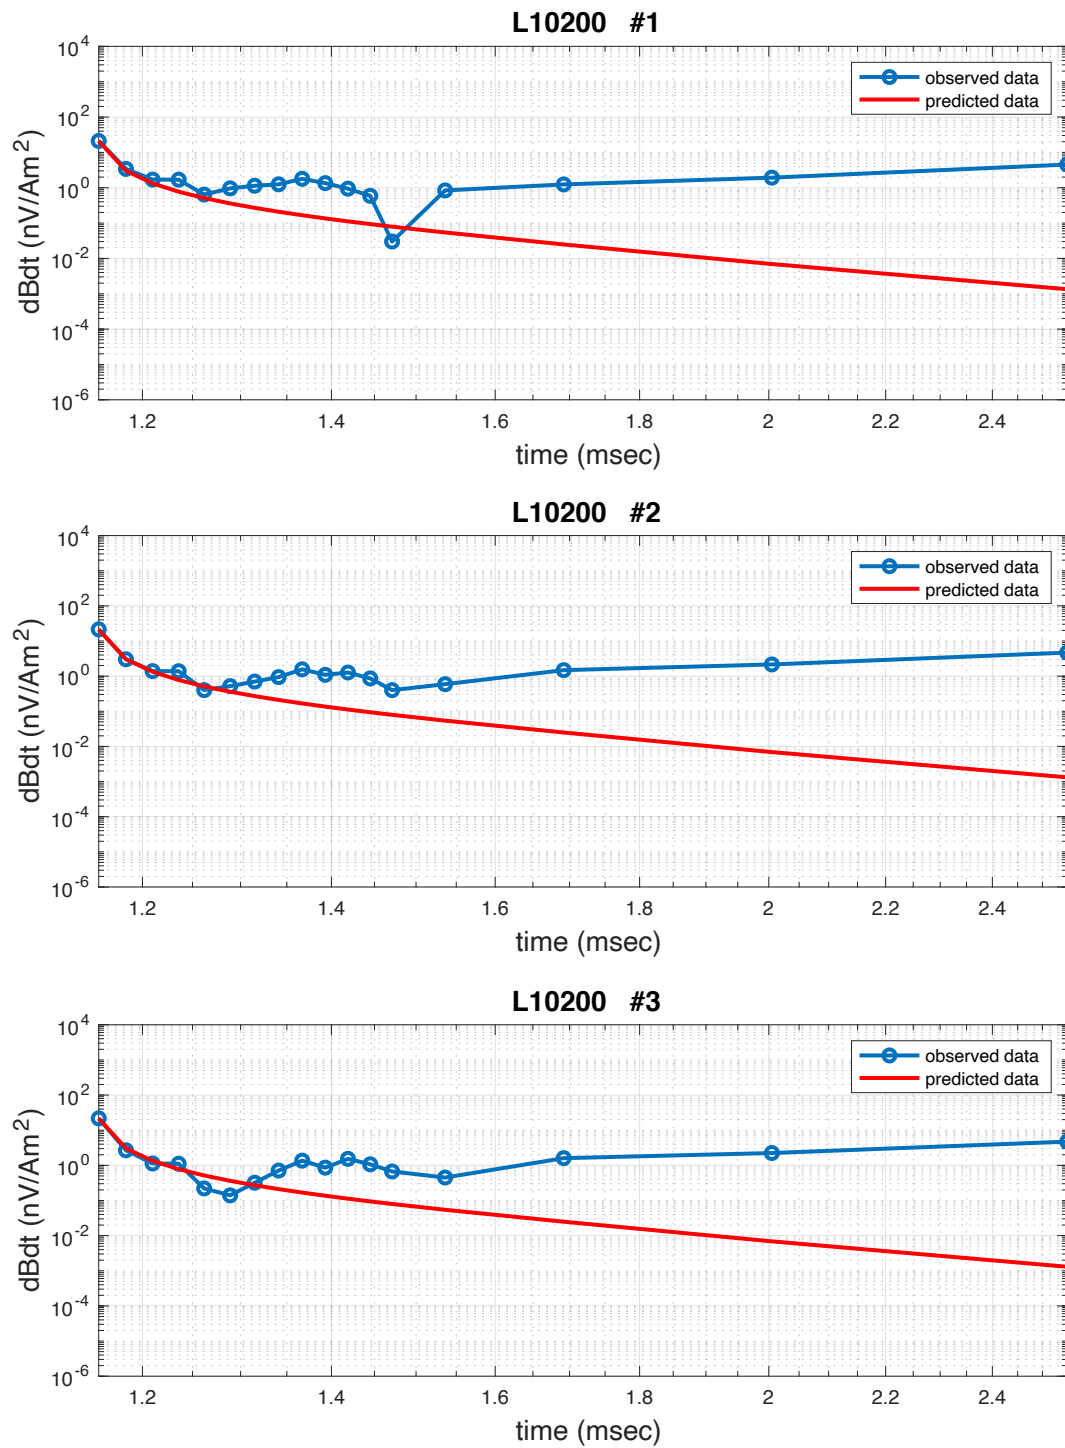 L10200 #1
10^4
10^2
10^0
10^-2
10^-4
10^-6
dBdt (nV/Am^2)
observed data
predicted data
1.2 1.4 1.6 1.8 2 2.2 2.4
time (msec)
L10200 #2
10^4
10^2
10^0
10^-2
10^-4
10^-6
dBdt (nV/Am^2)
observed data
predicted data
1.2 1.4 1.6 1.8 2 2.2 2.4
time (msec)
L10200 #3
10^4
10^2
10^0
10^-2
10^-4
10^-6
dBdt (nV/Am^2)
observed data
predicted data
1.2 1.4 1.6 1.8 2 2.2 2.4
time (msec)